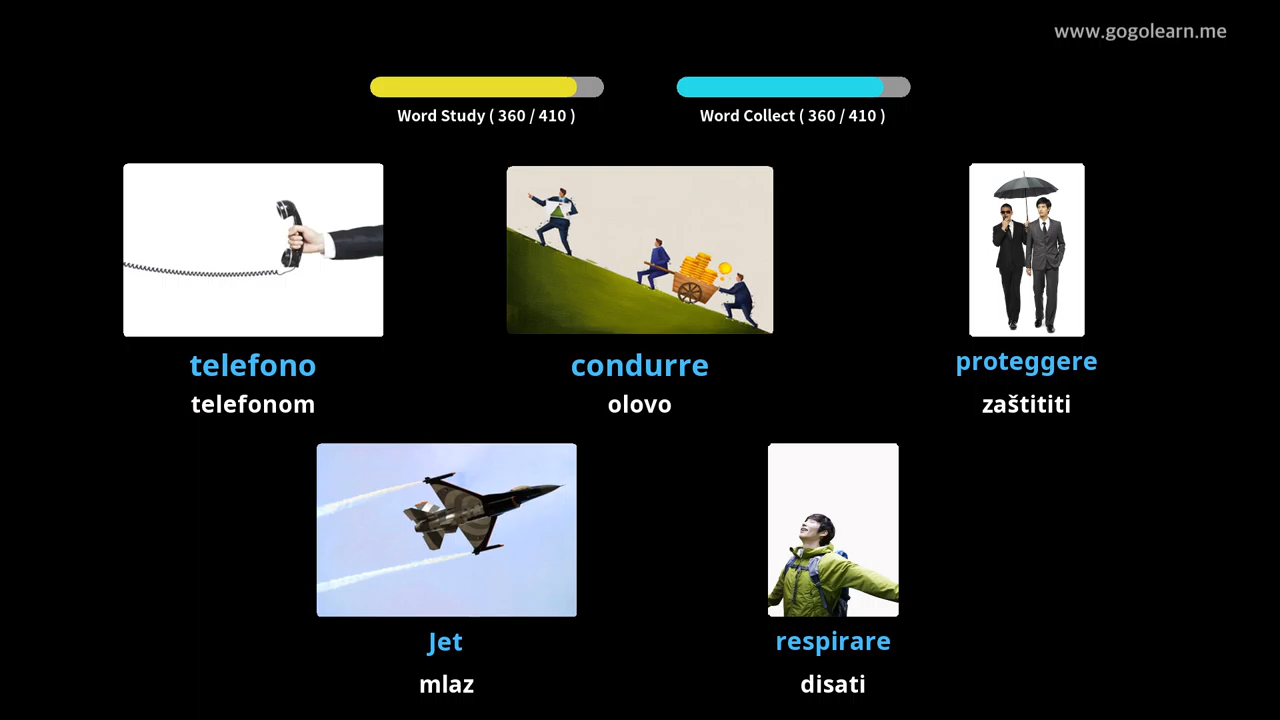 www.gogolearn.me
Word Study ( 360 / 410 )
Word Collect ( 360 / 410 )
telefono
telefonom
condurre
olovo
proteggere
zaštititi
Jet
mlaz
respirare
disati